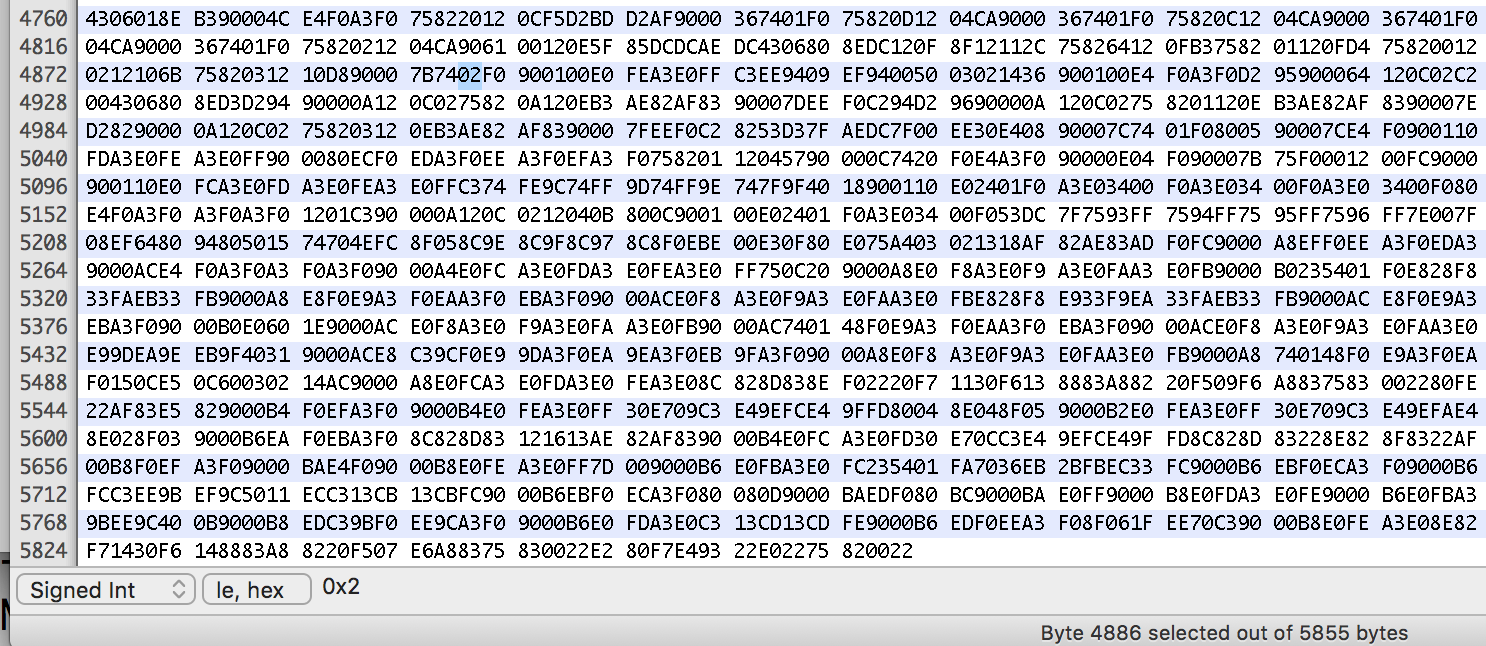 4760 4306018E B390004C E4F0A3F0 75822012 0CF5D2BD D2AF9000 367401F0 75820D12 04CA9000 367401F0 75820C12 04CA9000 367401F0
4816 04CA9000 367401F0 75820212 04CA9061 00120E5F 85DCDCAE DC430680 8EDC120F 8F12112C 75826412 0FB37582 01120FD4 75820012
4872 0212106B 75820312 10D89000 7B7402F0 900100E0 FEA3E0FF C3EE9409 EF940050 03021436 900100E4 F0A3F0D2 95900064 120C02C2
4928 00430680 8ED3D294 90000A12 0C027582 0A120EB3 AE82AF83 90007DEE F0C294D2 9690000A 120C0275 8201120E B3AE82AF 8390007E
4984 D2829000 0A120C02 75820312 0EB3AE82 AF839000 7FEEF0C2 8253D37F AEDC7F00 EE30E408 90007C74 01F08005 90007CE4 F0900110
5040 FDA3E0FE A3E0FF90 0080ECF0 EDA3F0EE A3F0EFA3 F0758201 12045790 000C7420 F0E4A3F0 90000E04 F090007B 75F00012 00FC9000
5096 900110E0 FCA3E0FD A3E0FEA3 E0FFC374 FE9C74FF 9D74FF9E 747F9F40 18900110 E02401F0 A3E03400 F0A3E034 00F0A3E0 3400F080
5152 E4F0A3F0 A3F0A3F0 1201C390 000A120C 0212040B 800C9001 00E02401 F0A3E034 00F053DC 7F7593FF 7594FF75 95FF7596 FF7E007F
5208 08EF6480 94805015 74704EFC 8F058C9E 8C9F8C97 8C8F0EBE 00E30F80 E075A403 021318AF 82AE83AD F0FC9000 A8EFF0EE A3F0EDA3
5264 9000ACE4 F0A3F0A3 F0A3F090 00A4E0FC A3E0FDA3 E0FEA3E0 FF750C20 9000A8E0 F8A3E0F9 A3E0FAA3 E0FB9000 B0235401 F0E828F8
5320 33FAEB33 FB9000A8 E8F0E9A3 F0EAA3F0 EBA3F090 00ACE0F8 A3E0F9A3 E0FAA3E0 FBE828F8 E933F9EA 33FAEB33 FB9000AC E8F0E9A3
5376 EBA3F090 00B0E060 1E9000AC E0F8A3E0 F9A3E0FA A3E0FB90 00AC7401 48F0E9A3 F0EAA3F0 EBA3F090 00ACE0F8 A3E0F9A3 E0FAA3E0
5432 E99DEA9E EB9F4031 9000ACE8 C39CF0E9 9DA3F0EA 9EA3F0EB 9FA3F090 00A8E0F8 A3E0F9A3 E0FAA3E0 FB9000A8 740148F0 E9A3F0EA
5488 F0150CE5 0C600302 14AC9000 A8E0FCA3 E0FDA3E0 FEA3E08C 828D838E F02220F7 1130F613 8883A882 20F509F6 A8837583 002280FE
5544 22AF83E5 829000B4 F0EFA3F0 9000B4E0 FEA3E0FF 30E709C3 E49EFCE4 9FFD8004 8E048F05 9000B2E0 FEA3E0FF 30E709C3 E49EFAE4
5600 8E028F03 9000B6EA F0EBA3F0 8C828D83 121613AE 82AF8390 00B4E0FC A3E0FD30 E70CC3E4 9EFCE49F FD8C828D 83228E82 8F8322AF
5656 00B8F0EF A3F09000 BAE4F090 00B8E0FE A3E0FF7D 009000B6 E0FBA3E0 FC235401 FA7036EB 2BFBEC33 FC9000B6 EBF0ECA3 F09000B6
5712 FCC3EE9B EF9C5011 ECC313CB 13CBFC90 00B6EBF0 ECA3F080 080D9000 BAEDF080 BC9000BA E0FF9000 B8E0FDA3 E0FE9000 B6E0FBA3
5768 9BEE9C40 0B9000B8 EDC39BF0 EE9CA3F0 9000B6E0 FDA3E0C3 13CD13CD FE9000B6 EDF0EEA3 F08F061F EE70C390 00B8E0FE A3E08E82
5824 F71430F6 148883A8 8220F507 E6A88375 830022E2 80F7E493 22E02275 820022
Signed Int le, hex 0x2
Byte 4886 selected out of 5855 bytes